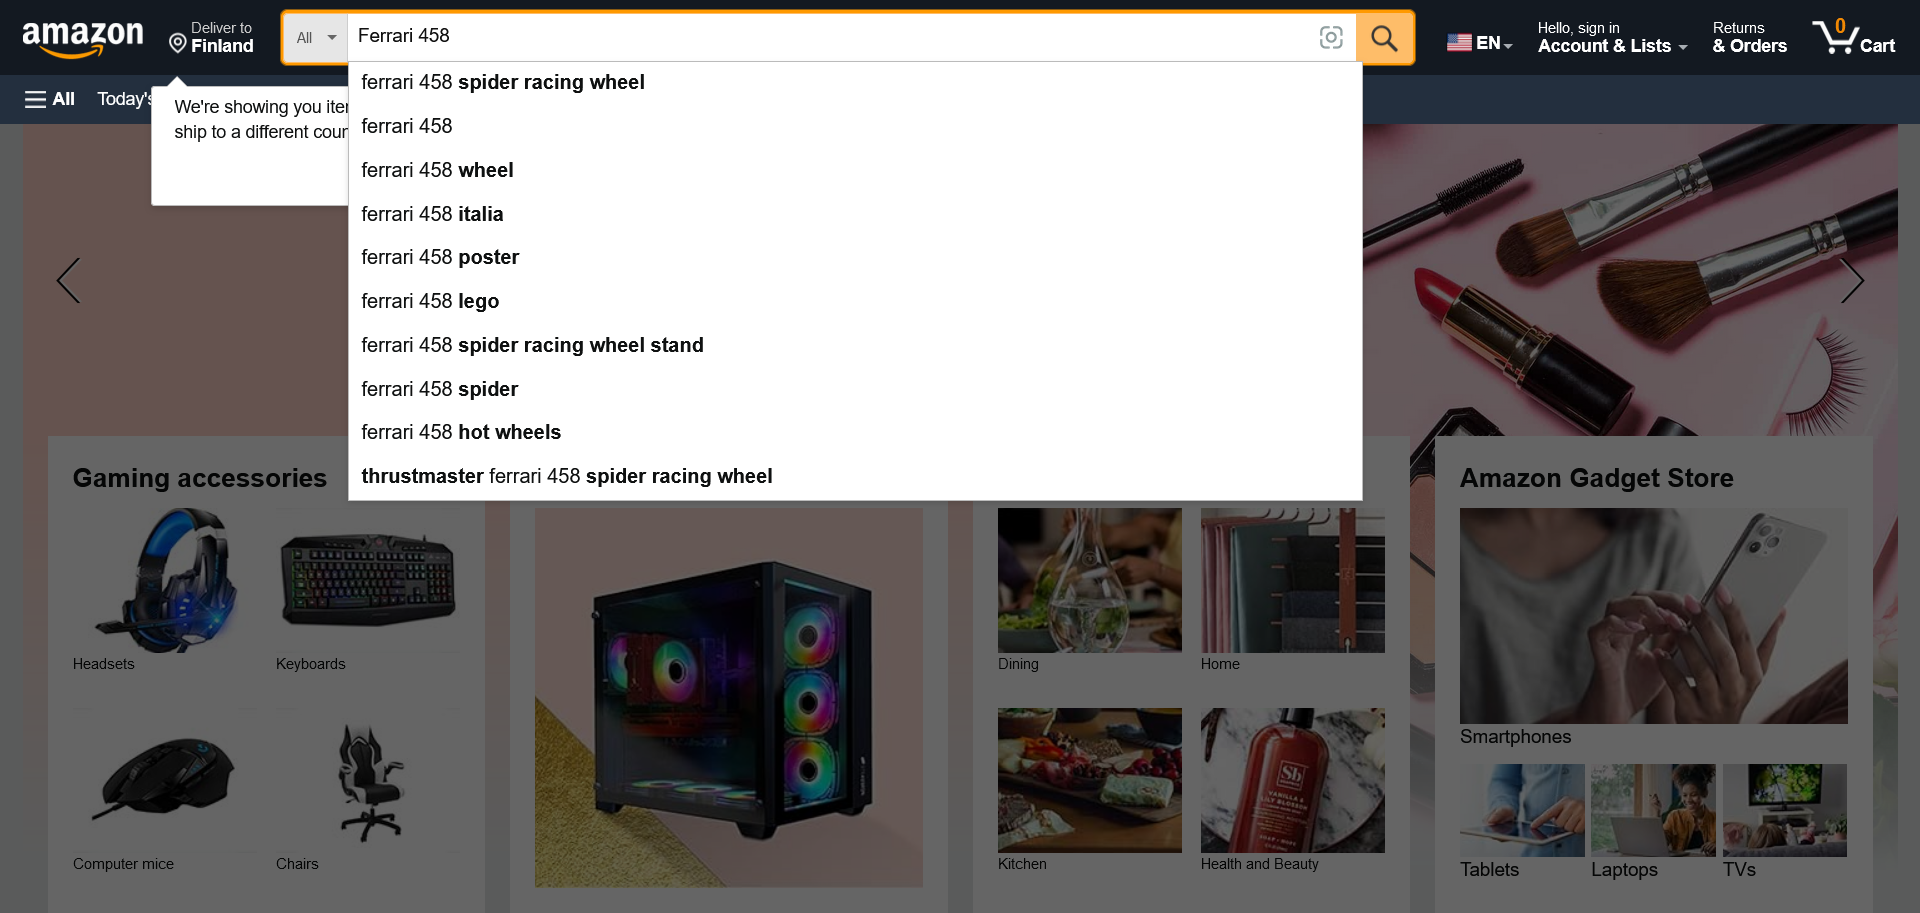 amazon
Deliver to
Finland
All
Ferrari 458
EN
Hello, sign in
Account & Lists
Returns
& Orders
0
Cart
All
Today's
We're showing you iter
ship to a different cour
ferrari 458 spider racing wheel
ferrari 458
ferrari 458 wheel
ferrari 458 italia
ferrari 458 poster
ferrari 458 lego
ferrari 458 spider racing wheel stand
ferrari 458 spider
ferrari 458 hot wheels
thrustmaster ferrari 458 spider racing wheel
Gaming accessories
Headsets
Keyboards
Computer mice
Chairs
Dining
Home
Kitchen
Sb
VANILLA &
LILY BLOSSOM
Health and Beauty
Amazon Gadget Store
Smartphones
Tablets
Laptops
TVs